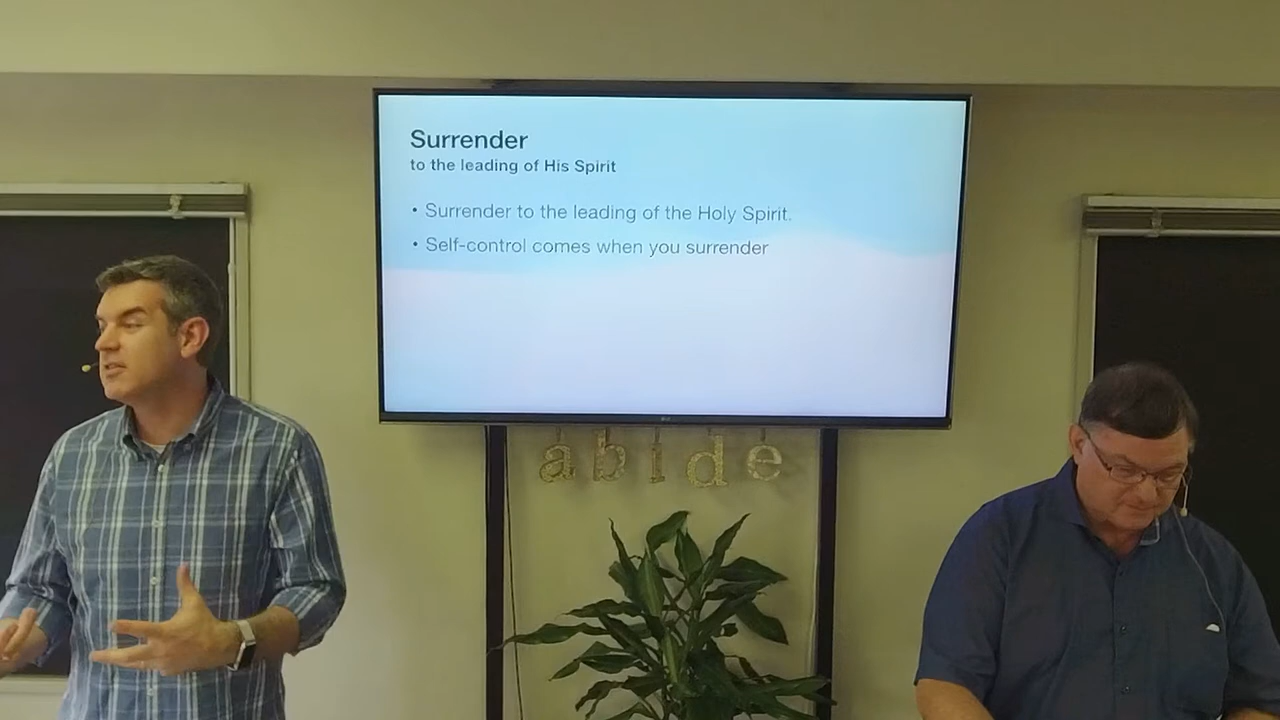 Surrender
to the leading of His Spirit
• Surrender to the leading of the Holy Spirit.
• Self-control comes when you surrender
abide